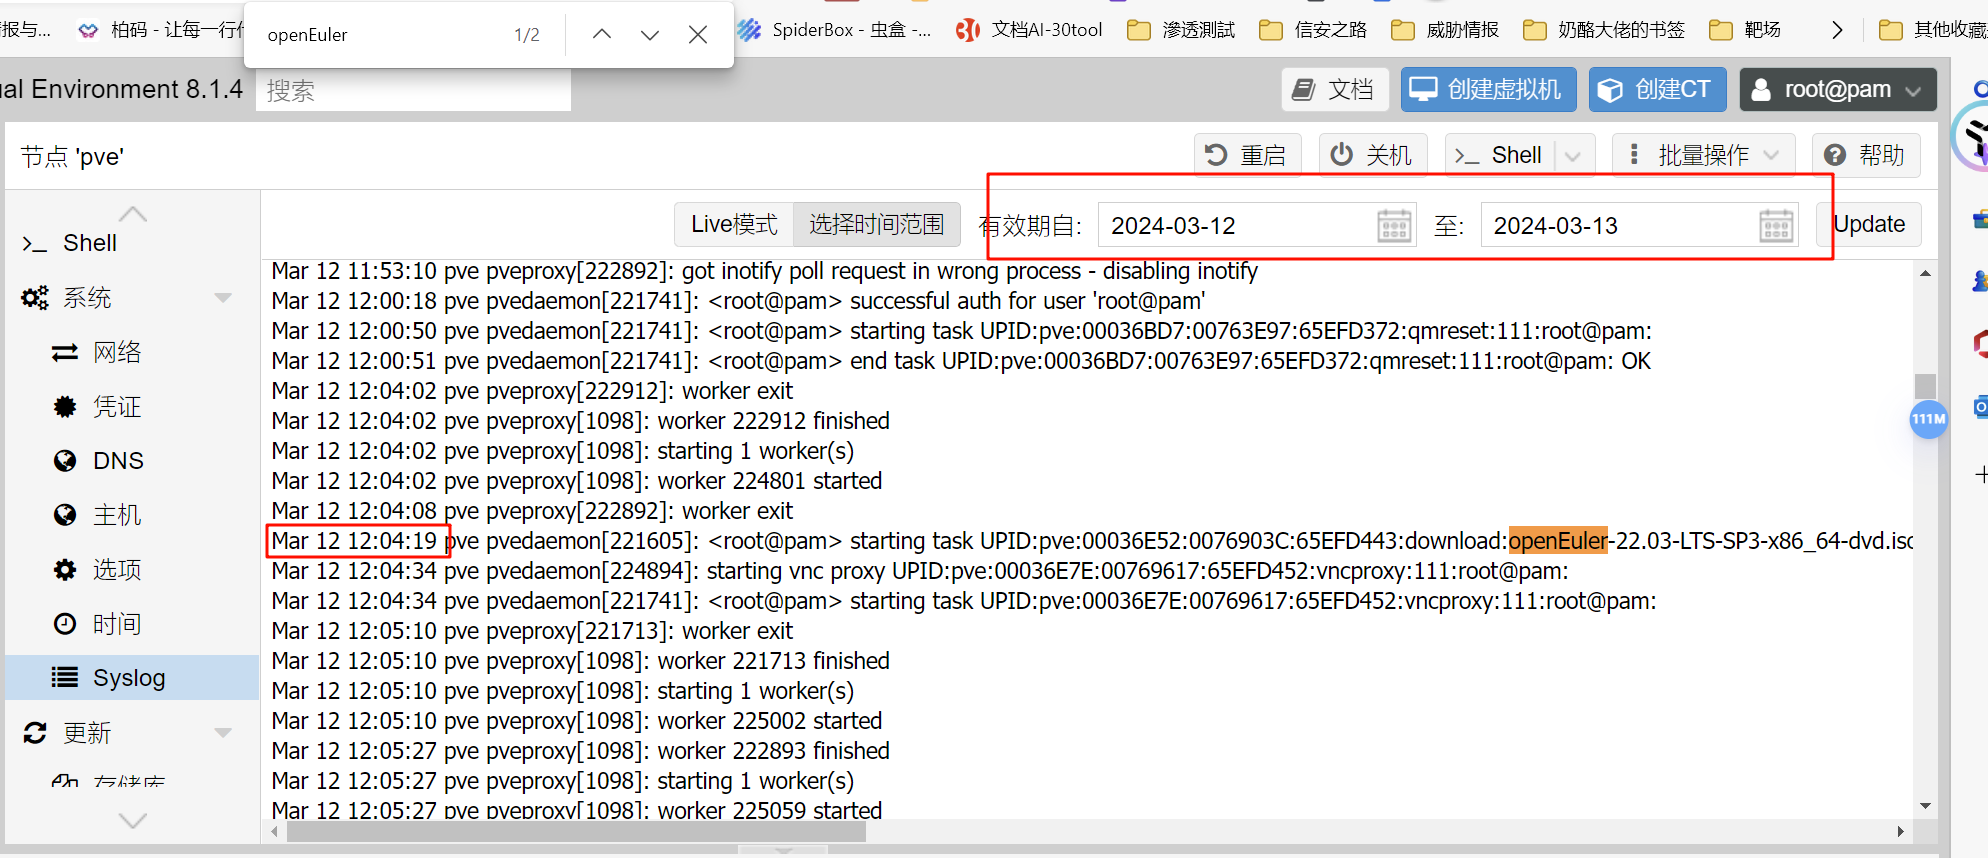 情报与...
柏码 - 让每一行代
openEuler
1/2
SpiderBox - 虫盒 -...
文档AI-30tool
滲透測試
信安之路
威胁情报
奶酪大佬的书签
靶场
其他收藏
al Environment 8.1.4
搜索
文档
创建虚拟机
创建CT
root@pam
节点 'pve'
重启
关机
Shell
批量操作
帮助
Live模式
选择时间范围
有效期自:
2024-03-12
至:
2024-03-13
Update
Shell
系统
网络
凭证
DNS
主机
选项
时间
Syslog
更新
存储库
Mar 12 11:53:10 pve pveproxy[222892]: got inotify poll request in wrong process - disabling inotify
Mar 12 12:00:18 pve pvedaemon[221741]: <root@pam> successful auth for user 'root@pam'
Mar 12 12:00:50 pve pvedaemon[221741]: <root@pam> starting task UPID:pve:00036BD7:00763E97:65EFD372:qmreset:111:root@pam:
Mar 12 12:00:51 pve pvedaemon[221741]: <root@pam> end task UPID:pve:00036BD7:00763E97:65EFD372:qmreset:111:root@pam: OK
Mar 12 12:04:02 pve pveproxy[222912]: worker exit
Mar 12 12:04:02 pve pveproxy[1098]: worker 222912 finished
Mar 12 12:04:02 pve pveproxy[1098]: starting 1 worker(s)
Mar 12 12:04:02 pve pveproxy[1098]: worker 224801 started
Mar 12 12:04:08 pve pveproxy[222892]: worker exit
Mar 12 12:04:19 pve pvedaemon[221605]: <root@pam> starting task UPID:pve:00036E52:0076903C:65EFD443:download:openEuler-22.03-LTS-SP3-x86_64-dvd.iso
Mar 12 12:04:34 pve pvedaemon[224894]: starting vnc proxy UPID:pve:00036E7E:00769617:65EFD452:vncproxy:111:root@pam:
Mar 12 12:04:34 pve pvedaemon[221741]: <root@pam> starting task UPID:pve:00036E7E:00769617:65EFD452:vncproxy:111:root@pam:
Mar 12 12:05:10 pve pveproxy[221713]: worker exit
Mar 12 12:05:10 pve pveproxy[1098]: worker 221713 finished
Mar 12 12:05:10 pve pveproxy[1098]: starting 1 worker(s)
Mar 12 12:05:10 pve pveproxy[1098]: worker 225002 started
Mar 12 12:05:27 pve pveproxy[1098]: worker 222893 finished
Mar 12 12:05:27 pve pveproxy[1098]: starting 1 worker(s)
Mar 12 12:05:27 pve pveproxy[1098]: worker 225059 started
111M